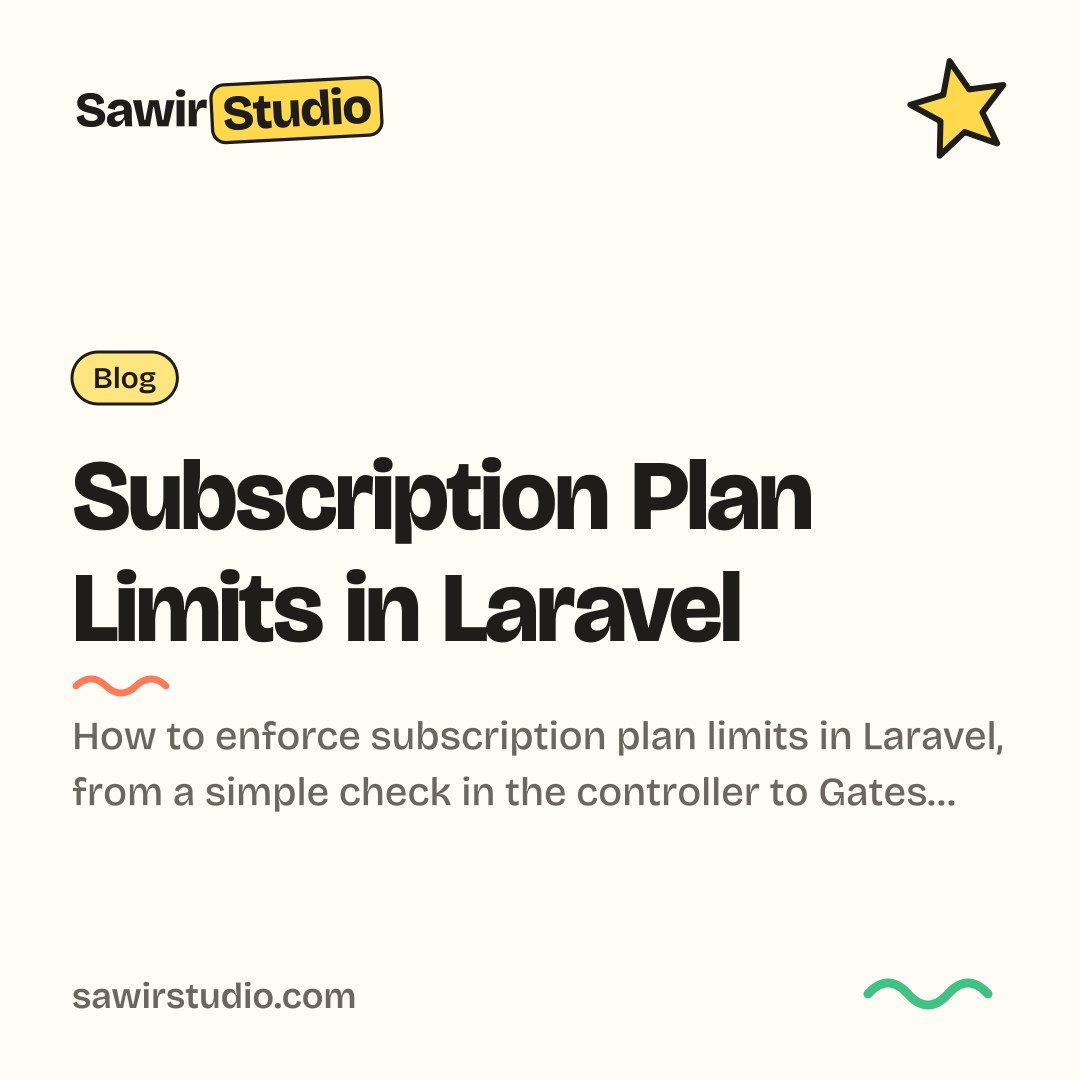 Sawir Studio
Blog
Subscription Plan
Limits in Laravel
How to enforce subscription plan limits in Laravel,
from a simple check in the controller to Gates...
sawirstudio.com